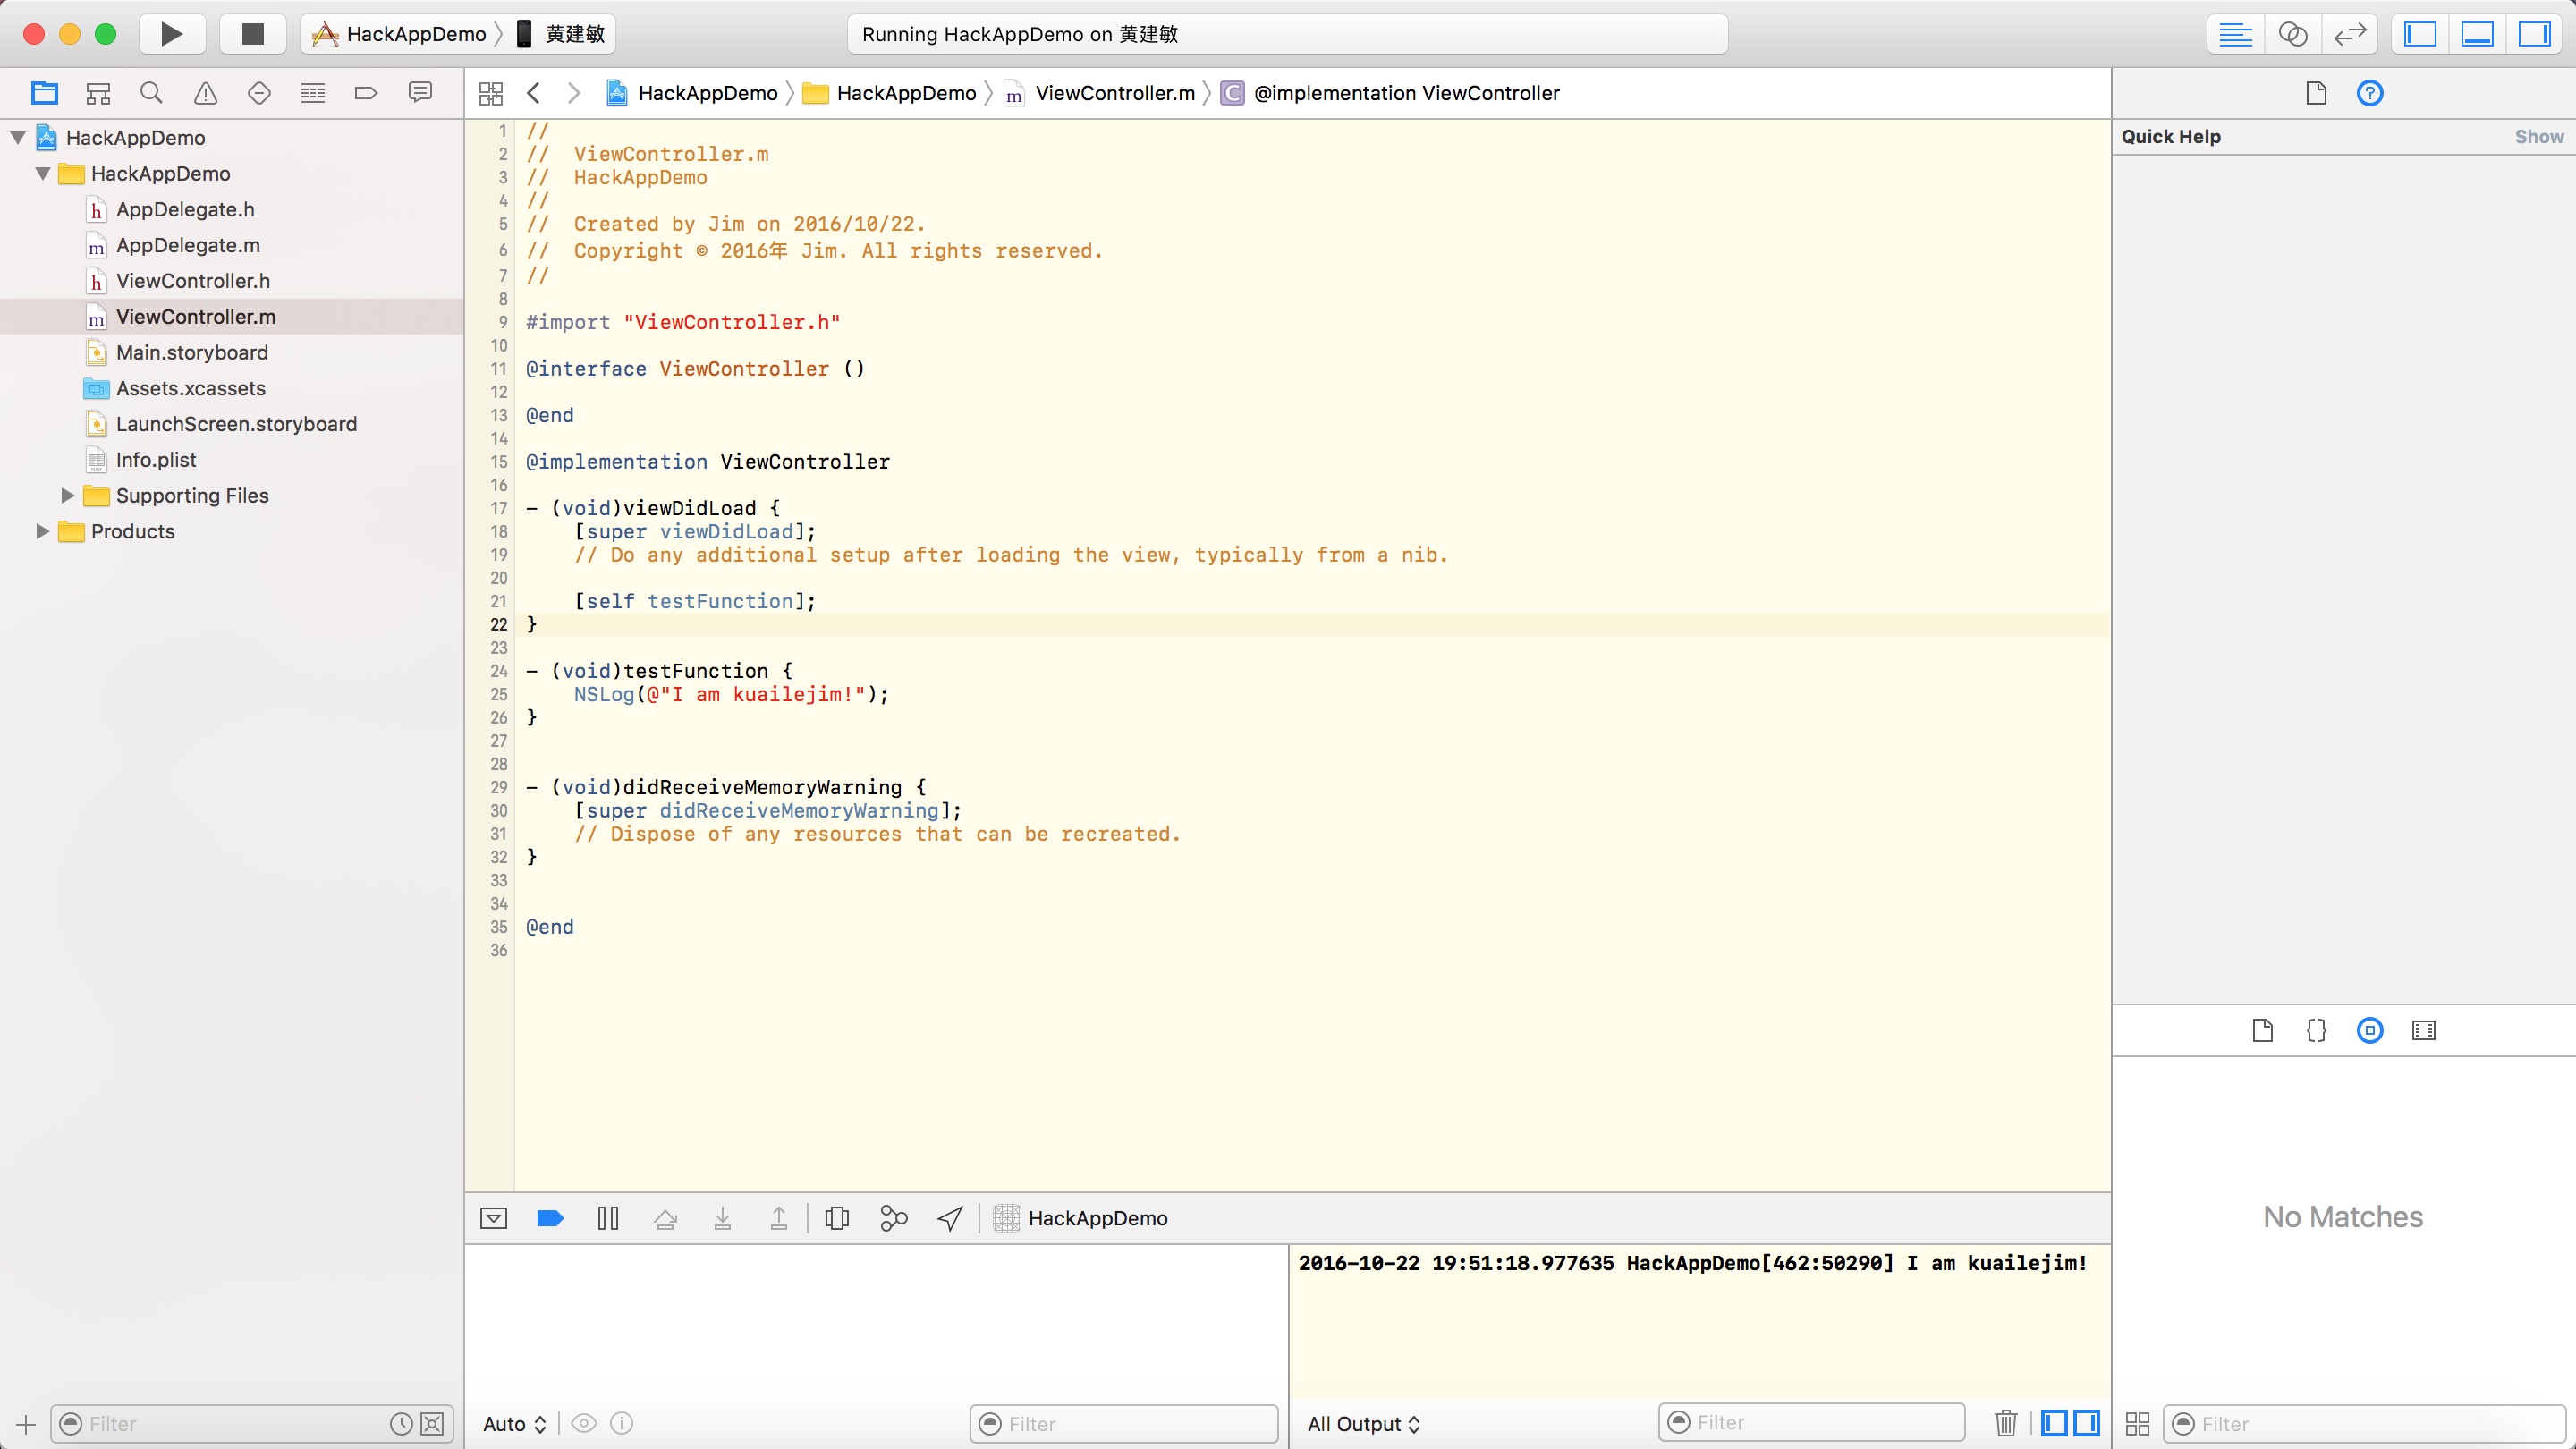 HackAppDemo 黄建敏
Running HackAppDemo on 黄建敏
HackAppDemo HackAppDemo m ViewController.m C @implementation ViewController
HackAppDemo
HackAppDemo
h AppDelegate.h
m AppDelegate.m
h ViewController.h
m ViewController.m
Main.storyboard
Assets.xcassets
LaunchScreen.storyboard
Info.plist
Supporting Files
Products
Filter
1 //
2 //  ViewController.m
3 //  HackAppDemo
4 //
5 //  Created by Jim on 2016/10/22.
6 //  Copyright © 2016年 Jim. All rights reserved.
7 //
8
9 #import "ViewController.h"
10
11 @interface ViewController ()
12
13 @end
14
15 @implementation ViewController
16
17 - (void)viewDidLoad {
18     [super viewDidLoad];
19     // Do any additional setup after loading the view, typically from a nib.
20
21     [self testFunction];
22 }
23
24 - (void)testFunction {
25     NSLog(@"I am kuailejim!");
26 }
27
28
29 - (void)didReceiveMemoryWarning {
30     [super didReceiveMemoryWarning];
31     // Dispose of any resources that can be recreated.
32 }
33
34
35 @end
36
HackAppDemo
Auto
Filter
2016-10-22 19:51:18.977635 HackAppDemo[462:50290] I am kuailejim!
All Output
Filter
Quick Help Show
{}
No Matches
Filter